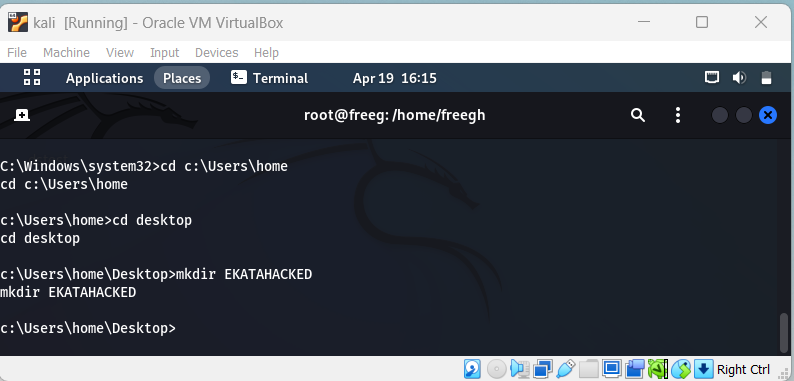 kali [Running] - Oracle VM VirtualBox
File Machine View Input Devices Help
Applications Places Terminal Apr 19 16:15
root@freeg: /home/freegh
C:\Windows\system32>cd c:\Users\home
cd c:\Users\home
c:\Users\home>cd desktop
cd desktop
c:\Users\home\Desktop>mkdir EKATAHACKED
mkdir EKATAHACKED
c:\Users\home\Desktop>
Right Ctrl